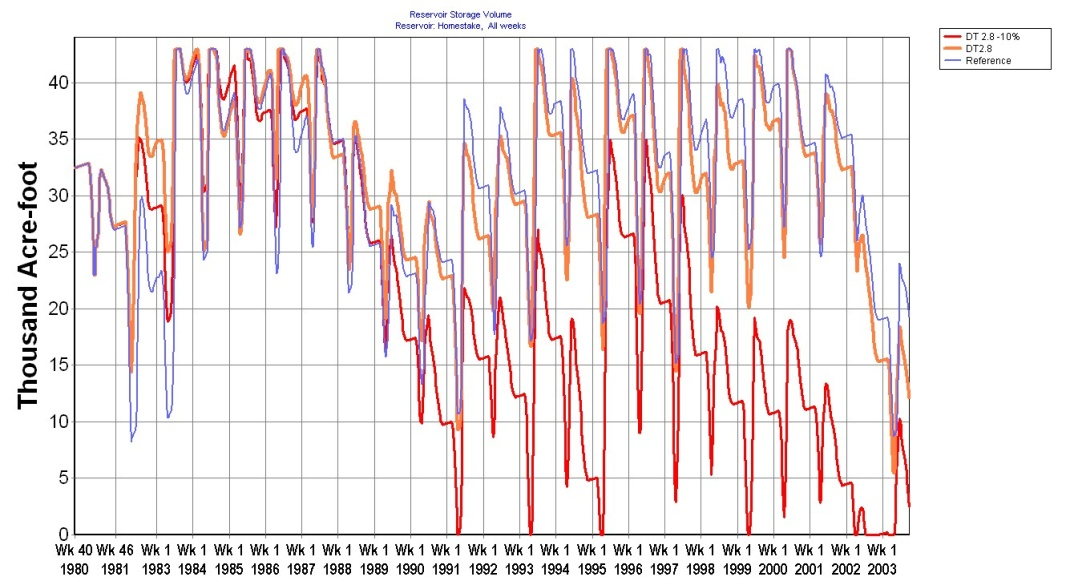 Reservoir Storage Volume
Reservoir: Homestake, All weeks
DT 2.8 -10%
DT2.8
Reference
Thousand Acre-foot
40
35
30
25
20
15
10
5
0
Wk 40 Wk 46 Wk 1 Wk 1 Wk 1 Wk 1 Wk 1 Wk 1 Wk 1 Wk 1 Wk 1 Wk 1 Wk 1 Wk 1 Wk 1 Wk 1 Wk 1 Wk 1 Wk 1 Wk 1 Wk 1 Wk 1 Wk 1
1980 1981 1982 1983 1984 1985 1986 1987 1988 1989 1990 1991 1992 1993 1994 1995 1996 1997 1998 1999 2000 2001 2002 2003